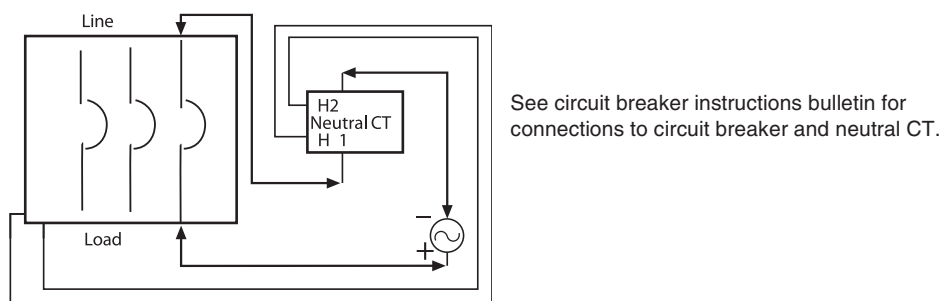 Line
H2
Neutral CT
H 1
See circuit breaker instructions bulletin for
connections to circuit breaker and neutral CT.
−
+
Load